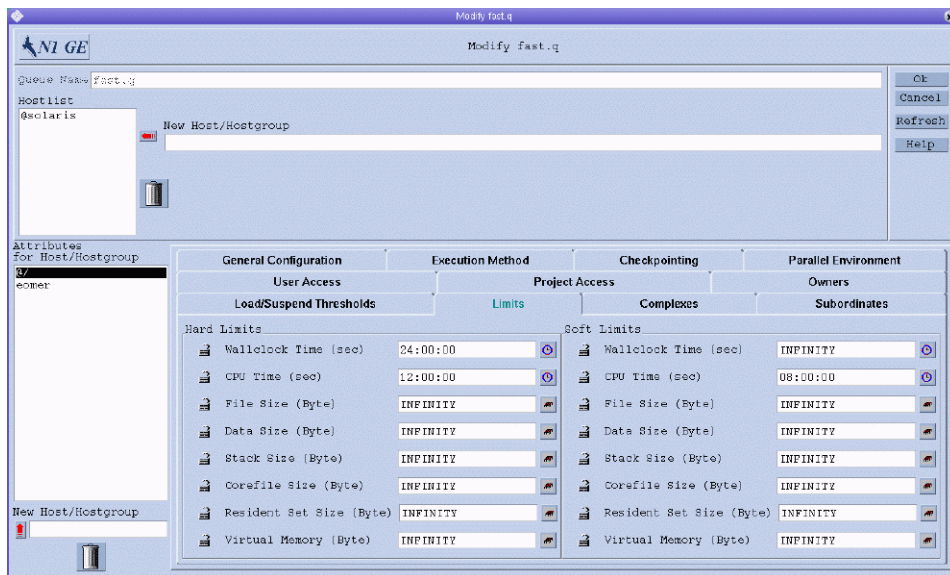 Modify fast.q
N1 GE
Modify fast.q
Queue Name fast.q
Ok
Hostlist
Cancel
@solaris
Refresh
New Host/Hostgroup
Help
Attributes
for Host/Hostgroup
@/
eomer
General Configuration Execution Method Checkpointing Parallel Environment
User Access Project Access Owners
Load/Suspend Thresholds Limits Complexes Subordinates
Hard Limits Soft Limits
Wallclock Time (sec) 24:00:00 Wallclock Time (sec) INFINITY
CPU Time (sec) 12:00:00 CPU Time (sec) 08:00:00
File Size (Byte) INFINITY File Size (Byte) INFINITY
Data Size (Byte) INFINITY Data Size (Byte) INFINITY
Stack Size (Byte) INFINITY Stack Size (Byte) INFINITY
Corefile Size (Byte) INFINITY Corefile Size (Byte) INFINITY
Resident Set Size (Byte) INFINITY Resident Set Size (Byte) INFINITY
Virtual Memory (Byte) INFINITY Virtual Memory (Byte) INFINITY
New Host/Hostgroup